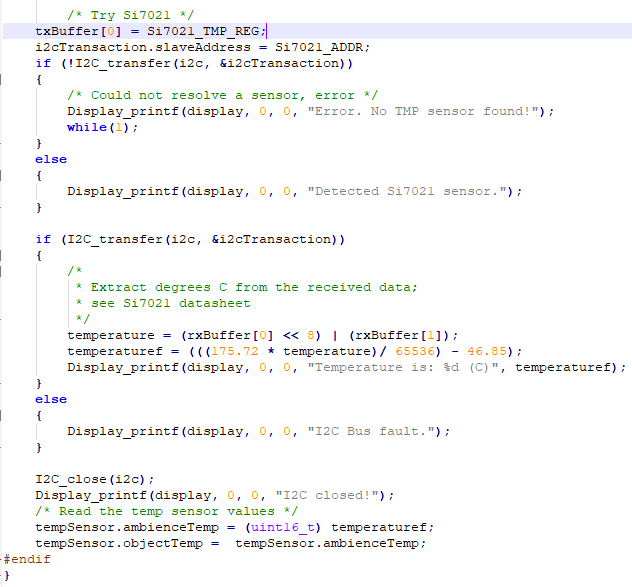 /* Try Si7021 */
txBuffer[0] = Si7021_TMP_REG;
i2cTransaction.slaveAddress = Si7021_ADDR;
if (!I2C_transfer(i2c, &i2cTransaction))
{
/* Could not resolve a sensor, error */
Display_printf(display, 0, 0, "Error. No TMP sensor found!");
while(1);
}
else
{
Display_printf(display, 0, 0, "Detected Si7021 sensor.");
}
if (I2C_transfer(i2c, &i2cTransaction))
{
/*
* Extract degrees C from the received data;
* see Si7021 datasheet
*/
temperature = (rxBuffer[0] << 8) | (rxBuffer[1]);
temperaturef = (((175.72 * temperature)/ 65536) - 46.85);
Display_printf(display, 0, 0, "Temperature is: %d (C)", temperaturef);
}
else
{
Display_printf(display, 0, 0, "I2C Bus fault.");
}
I2C_close(i2c);
Display_printf(display, 0, 0, "I2C closed!");
/* Read the temp sensor values */
tempSensor.ambienceTemp = (uint16_t) temperaturef;
tempSensor.objectTemp =  tempSensor.ambienceTemp;
#endif
}